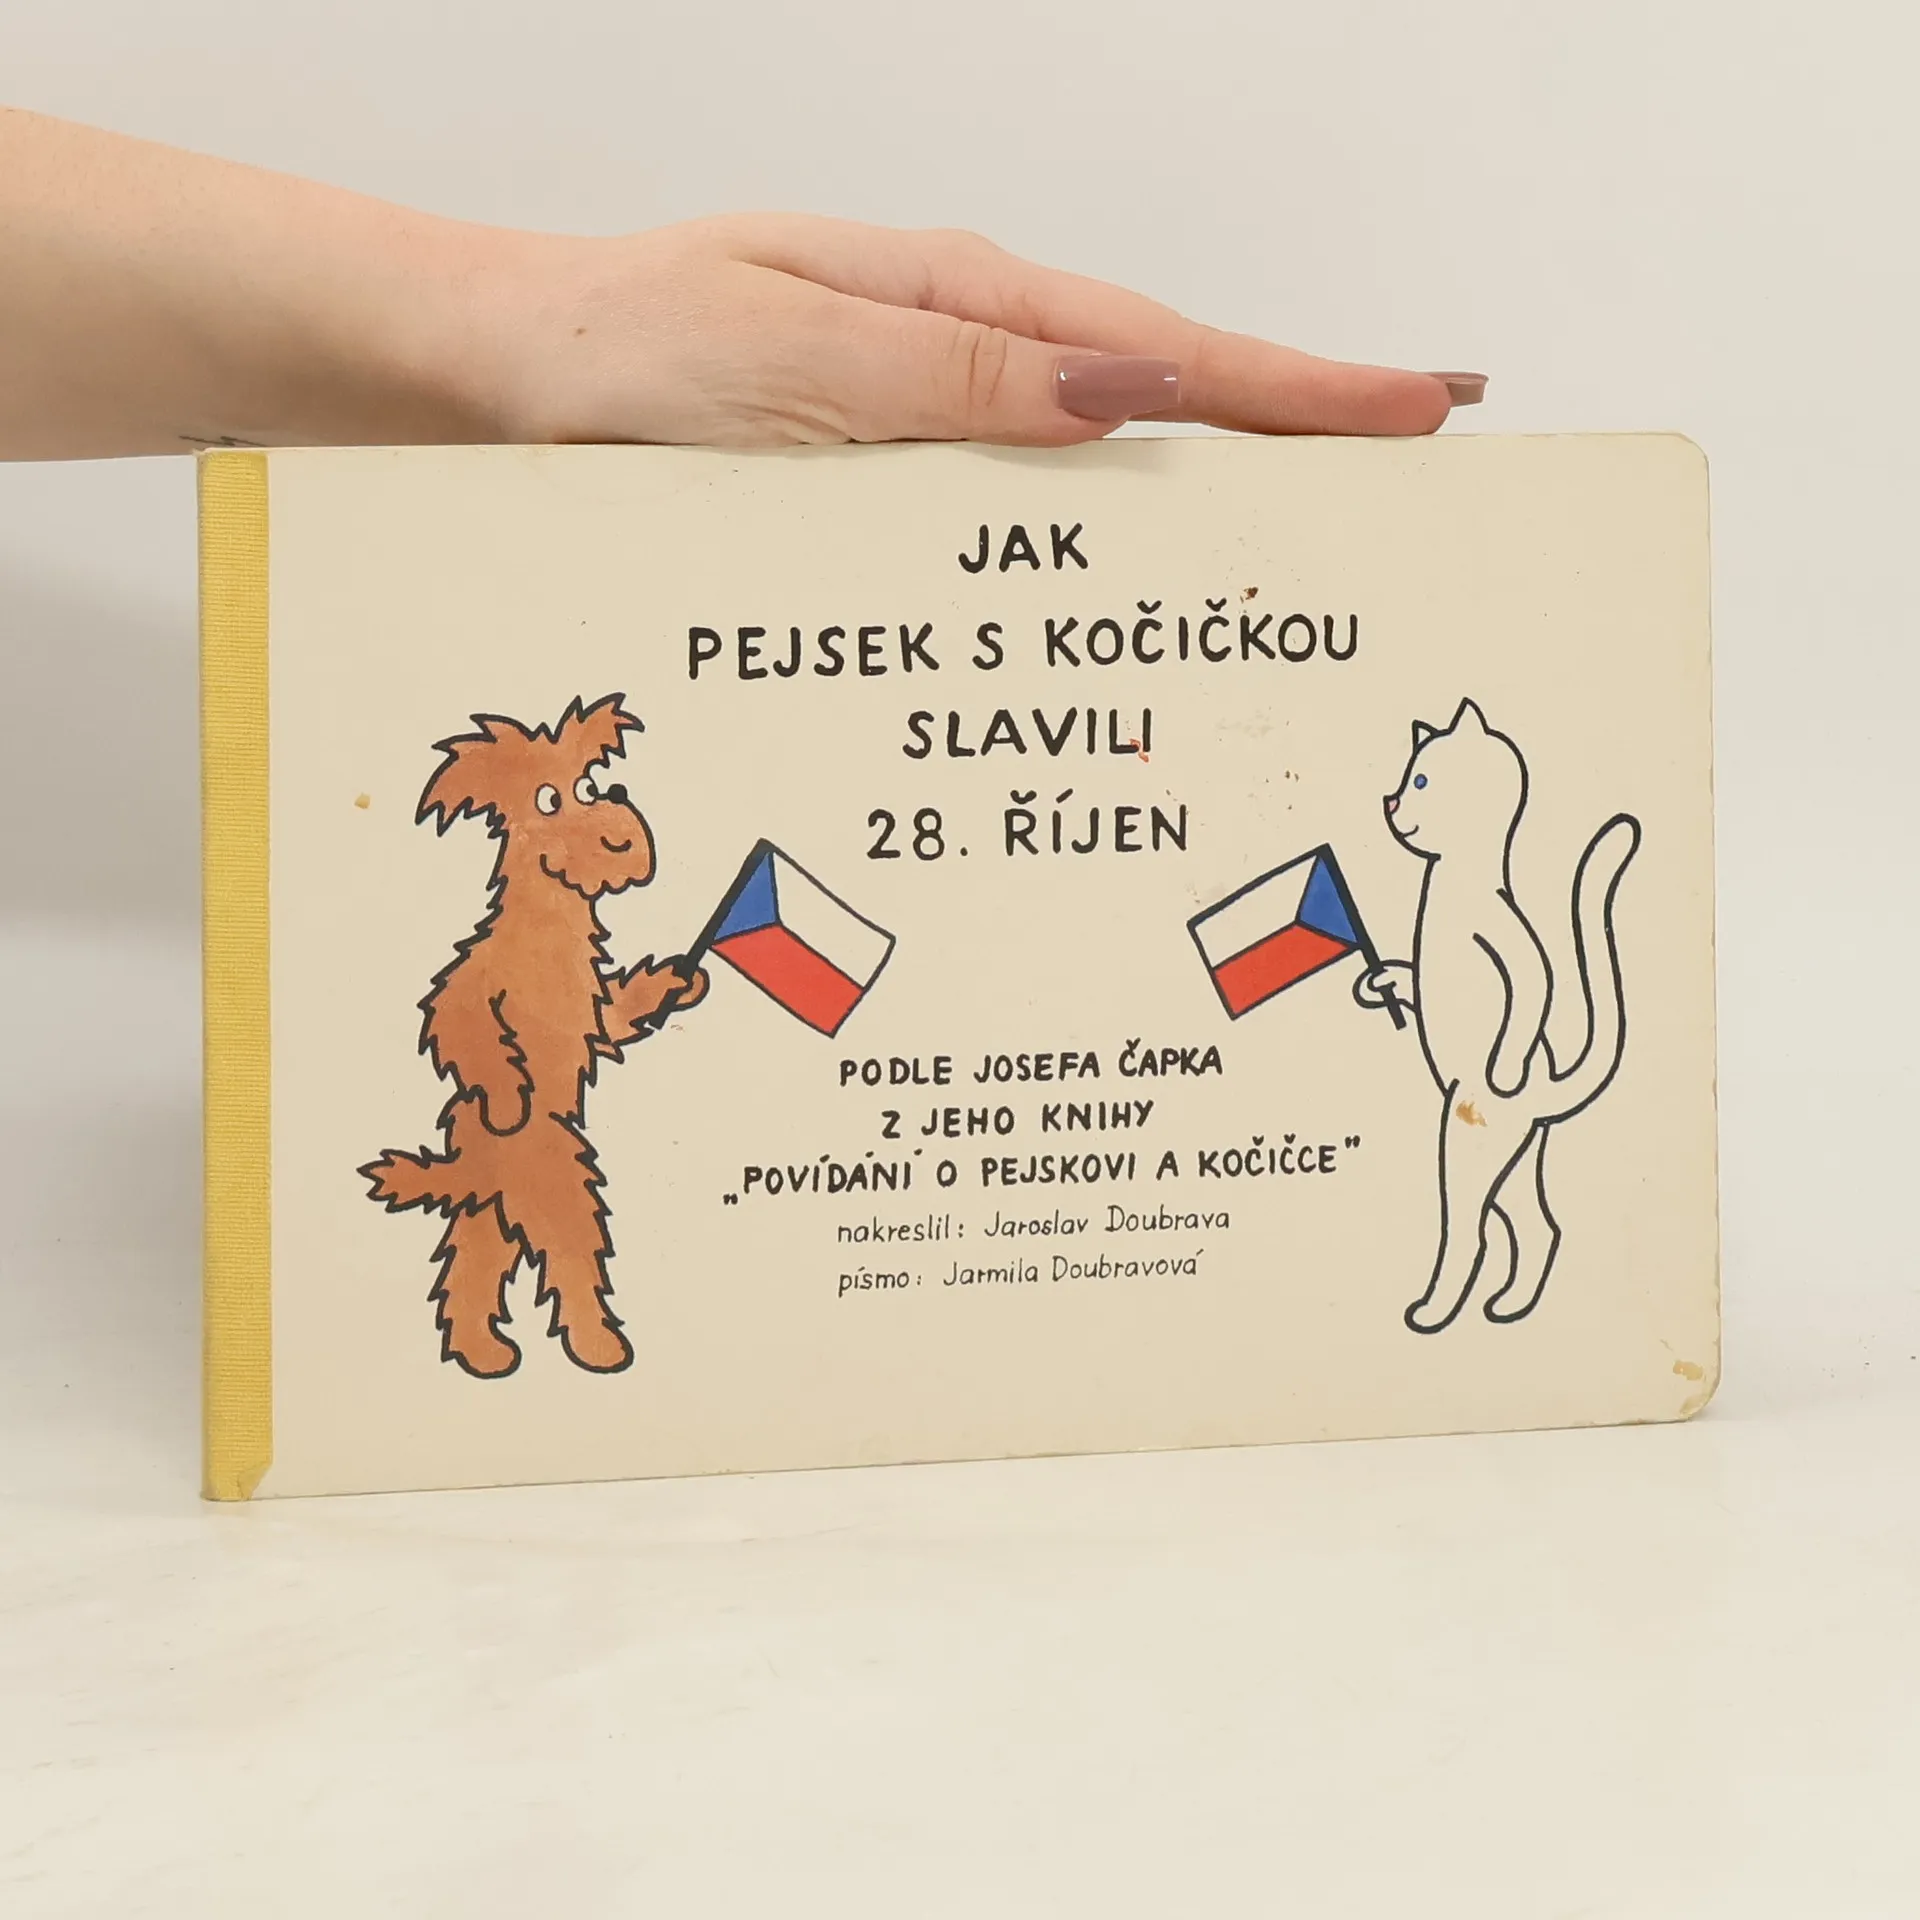 JAK
PEJSEK S KOČIČKOU
SLAVILI
28. ŘÍJEN
PODLE JOSEFA ČAPKA
Z JEHO KNIHY
„POVÍDÁNÍ O PEJSKOVI A KOČIČCE"
nakreslil: Jaroslav Doubrava
písmo: Jarmila Doubravová